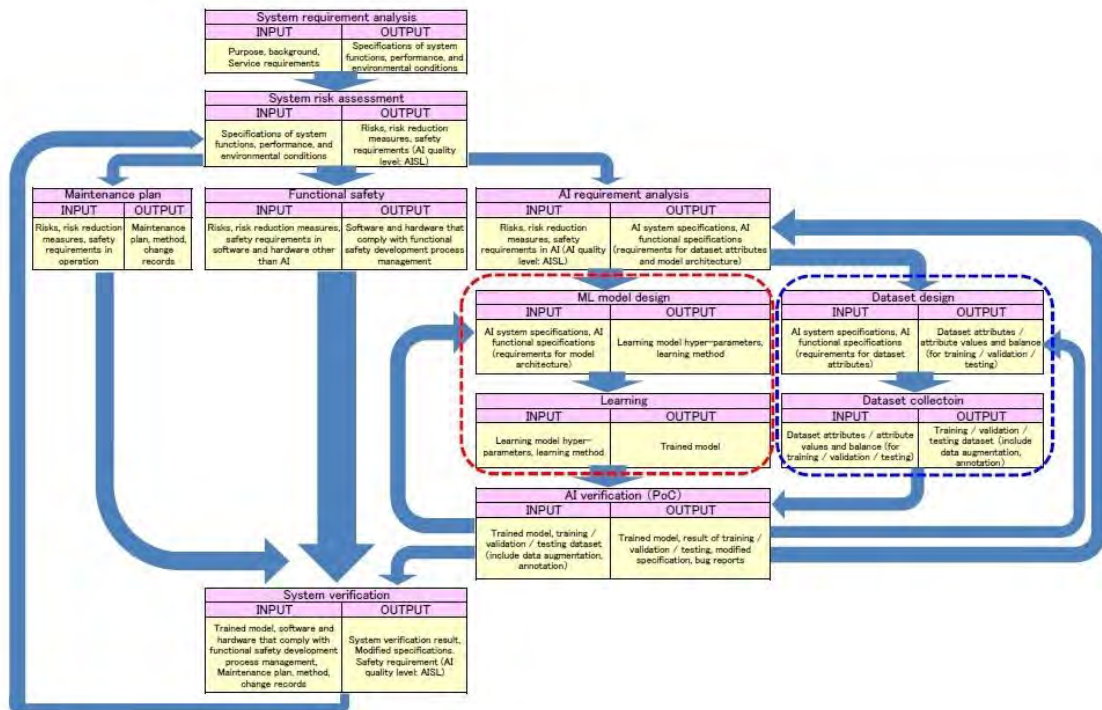 System requirement analysis
INPUT
OUTPUT
Purpose, background,
Service requirements
Specifications of system
functions, performance, and
environmental conditions
System risk assessment
INPUT
OUTPUT
Specifications of system
functions, performance, and
environmental conditions
Risks, risk reduction
measures, safety
requirements (AI
quality level: AISL)
Maintenance plan
INPUT
OUTPUT
Risks, risk reduction
measures, safety
requirements in
operation
Maintenance
plan, method,
change
records
Functional safety
INPUT
OUTPUT
Risks, risk reduction measures,
safety requirements in
software and hardware other
than AI
Software and hardware that
comply with functional
safety development process
management
AI requirement analysis
INPUT
OUTPUT
Risks, risk reduction
measures, safety
requirements in AI (AI
quality level: AISL)
AI system specifications, AI
functional specifications
(requirements for dataset attributes
and model architecture)
ML model design
INPUT
OUTPUT
AI system specifications, AI
functional specifications
(requirements for model
architecture)
Learning model hyper-parameters,
learning method
Dataset design
INPUT
OUTPUT
AI system specifications, AI
functional specifications
(requirements for dataset
attributes)
Dataset attributes /
attribute values and balance
(for training / validation /
testing)
Learning
INPUT
OUTPUT
Learning model hyper-
parameters, learning method
Trained model
Dataset collectoin
INPUT
OUTPUT
Dataset attributes / attribute
values and balance (for
training / validation / testing)
Training / validation /
testing dataset (include
data augmentation,
annotation)
AI verification (PoC)
INPUT
OUTPUT
Trained model, training /
validation / testing dataset
(include data augmentation,
annotation)
Trained model, result of training /
validation / testing, modified
specification, bug reports
System verification
INPUT
OUTPUT
Trained model, software and
hardware that comply with
functional safety development
process management,
Maintenance plan, method,
change records
System verification result,
Modified specifications.
Safety requirement (AI
quality level: AISL)